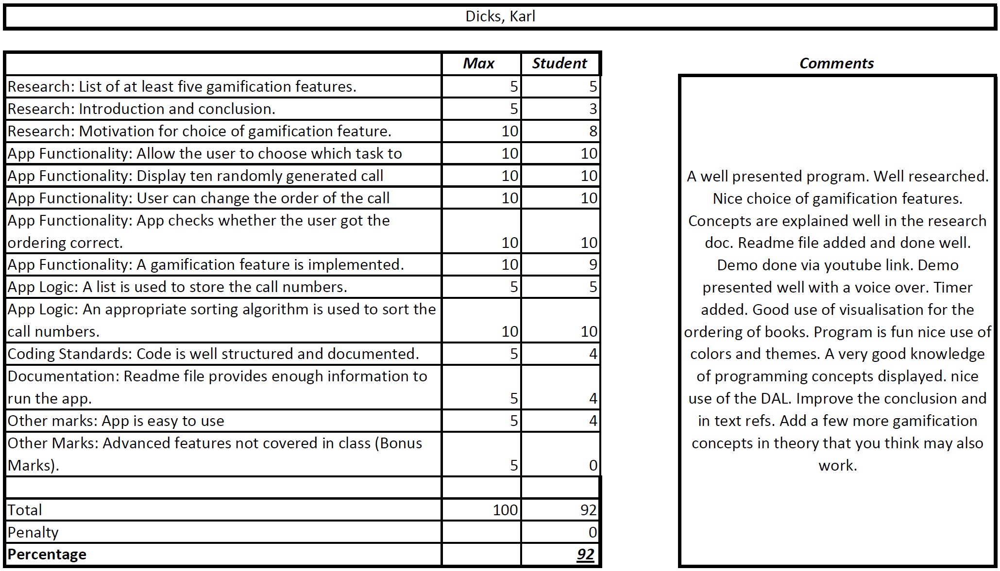 Dicks, Karl
Max Student
Research: List of at least five gamification features. 5 5
Research: Introduction and conclusion. 5 3
Research: Motivation for choice of gamification feature. 10 8
App Functionality: Allow the user to choose which task to 10 10
App Functionality: Display ten randomly generated call 10 10
App Functionality: User can change the order of the call 10 10
App Functionality: App checks whether the user got the
ordering correct. 10 10
App Functionality: A gamification feature is implemented. 10 9
App Logic: A list is used to store the call numbers. 5 5
App Logic: An appropriate sorting algorithm is used to sort the
call numbers. 10 10
Coding Standards: Code is well structured and documented. 5 4
Documentation: Readme file provides enough information to
run the app. 5 4
Other marks: App is easy to use 5 4
Other Marks: Advanced features not covered in class (Bonus
Marks). 5 0
Total 100 92
Penalty 0
Percentage 92
Comments
A well presented program. Well researched.
Nice choice of gamification features.
Concepts are explained well in the research
doc. Readme file added and done well.
Demo done via youtube link. Demo
presented well with a voice over. Timer
added. Good use of visualisation for the
ordering of books. Program is fun nice use of
colors and themes. A very good knowledge
of programming concepts displayed. nice
use of the DAL. Improve the conclusion and
in text refs. Add a few more gamification
concepts in theory that you think may also
work.